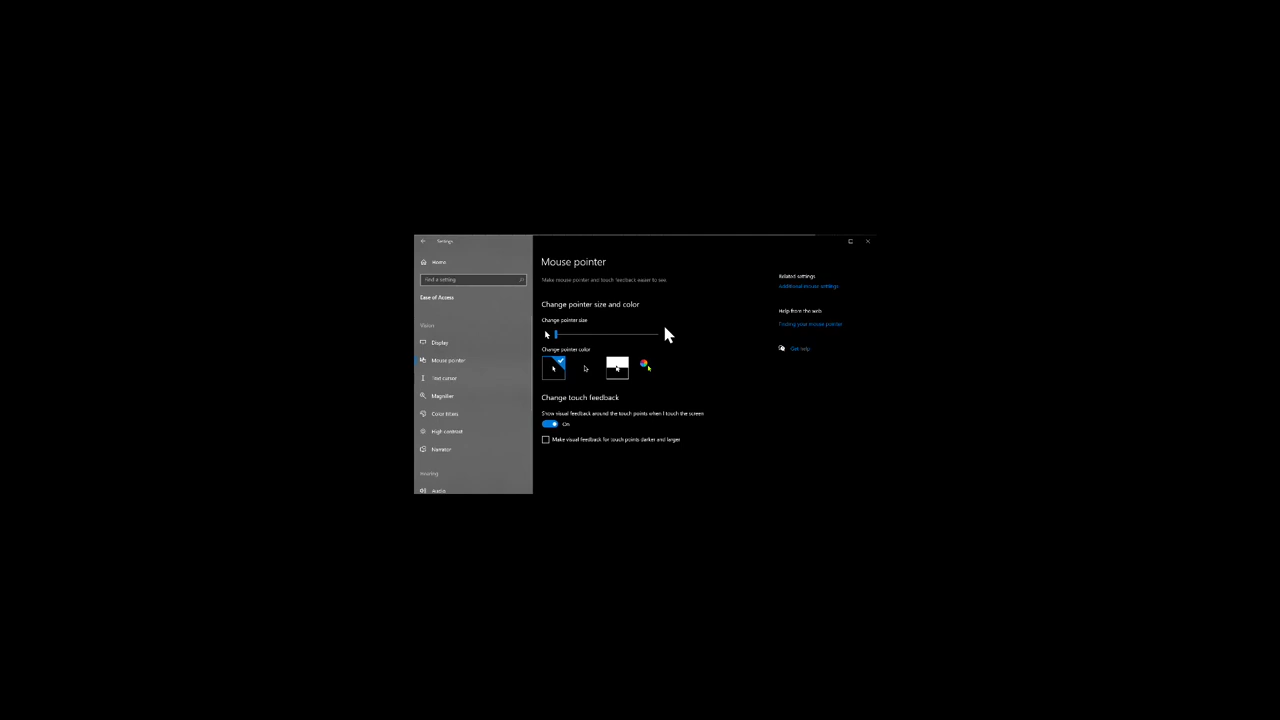 Settings
Home
Find a setting
Ease of Access
Vision
Display
Mouse pointer
Text cursor
Magnifier
Color filters
High contrast
Narrator
Hearing
Audio
Mouse pointer
Make mouse pointer and touch feedback easier to see.
Change pointer size and color
Change pointer size
Change pointer color
Change touch feedback
Show visual feedback around the touch points when I touch the screen
On
Make visual feedback for touch points darker and larger
Related settings
Additional mouse settings
Help from the web
Finding your mouse pointer
Get help